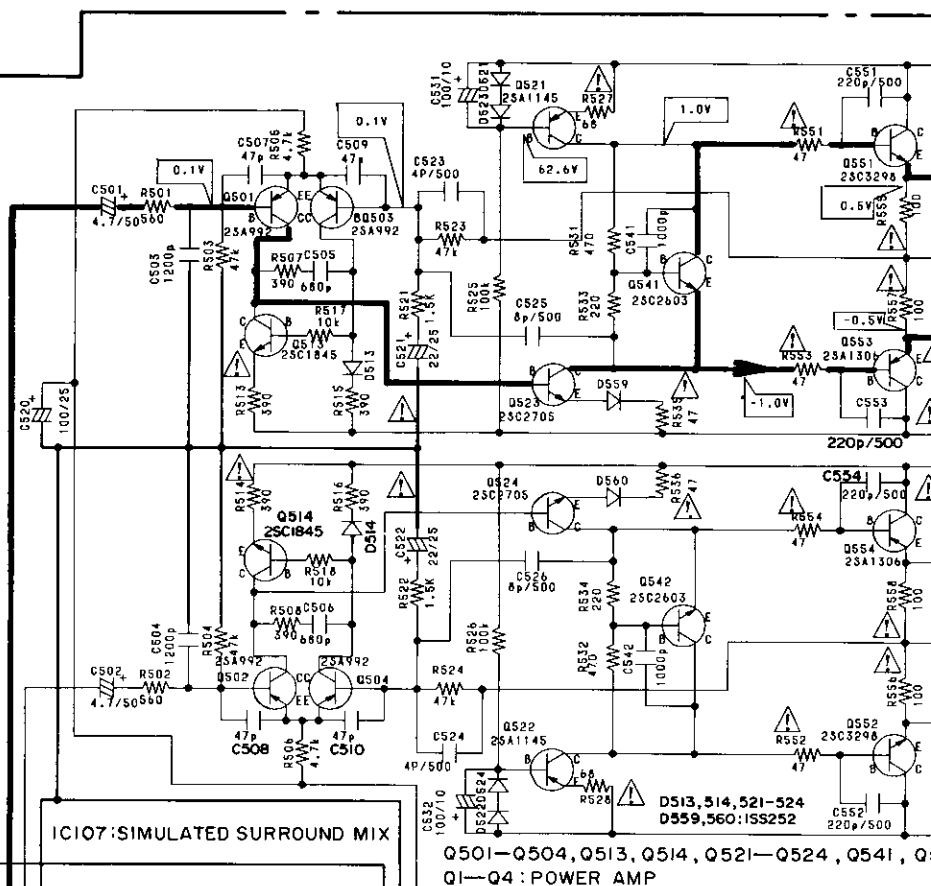 C551
220p/500
C531
100/10
D523D521
Q521
2SA1145
R527
68
1.0V
R551
47
B
C
E
Q551
2SC3298
0.5V
R555
100
0.1V
C507
47p
R505
4.7k
C509
47p
C523
4P/500
62.6V
0.1V
C501
4.7/50
R501
560
Q501
2SA992
EE
CC
B
Q503
2SA992
R523
47k
C503
1200p
R503
47k
R507
390
C505
680p
R521
1.5K
R525
100k
C525
8p/500
R531
470
C541
1000p
R533
220
Q541
2SC2603
R557
100
-0.5V
R517
10k
Q513
2SC1845
D513
C521
22/25
Q553
2SA1306
R553
47
R513
390
R515
390
Q523
2SC2705
D559
R535
47
-1.0V
C553
220p/500
C520
100/25
R514
390
R516
390
Q514
2SC1845
D514
C522
22/25
Q524
2SC2705
D560
R536
47
C554
220p/500
R554
47
Q554
2SA1306
R518
10k
R522
1.5K
C526
8p/500
R534
220
Q542
2SC2603
R558
100
C504
1200p
R504
47k
R508
390
C506
680p
R526
100k
R532
470
C542
1000p
2SA992
2SA992
C502
4.7/50
R502
560
Q502
CC
EE
Q504
R524
47k
R556
100
47p
C508
R506
4.7k
47p
C510
C524
4P/500
Q522
2SA1145
R552
47
Q552
2SC3298
C532
100/10
D522D524
68
R528
D513,514,521-524
D559,560:1SS252
C552
220p/500
IC107:SIMULATED SURROUND MIX
Q501-Q504, Q513, Q514, Q521-Q524, Q541,
Q1-Q4: POWER AMP